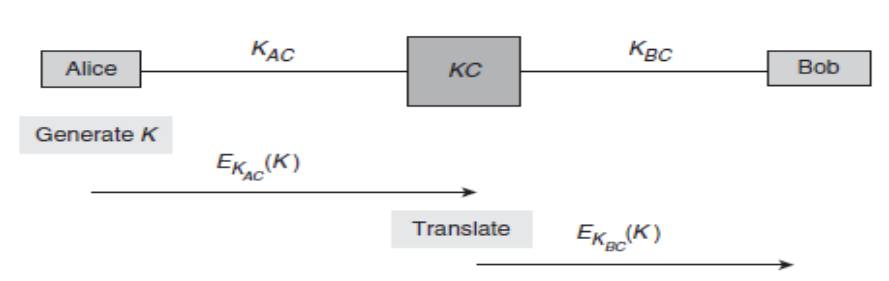 K_AC K_BC
Alice KC Bob
Generate K
E_K_AC(K)
Translate
E_K_BC(K)